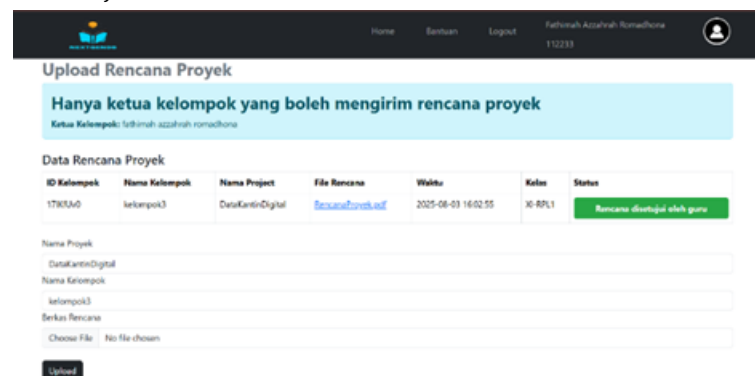 Home Bantuan Logout Fathimah Azzahrah Romadhona
112233
Upload Rencana Proyek
Hanya ketua kelompok yang boleh mengirim rencana proyek
Ketua Kelompok: fathimah azzahrah romadhona
Data Rencana Proyek
ID Kelompok Nama Kelompok Nama Project File Rencana Waktu Kelas Status
kelompok3 DataKantinDigital RencanaProyek.pdf 2025-08-03 16:02:55 XI-RPL1 Rencana disetujui oleh guru
Nama Proyek
DataKantinDigital
Nama Kelompok
kelompok3
Berkas Rencana
Choose File No file chosen
Upload